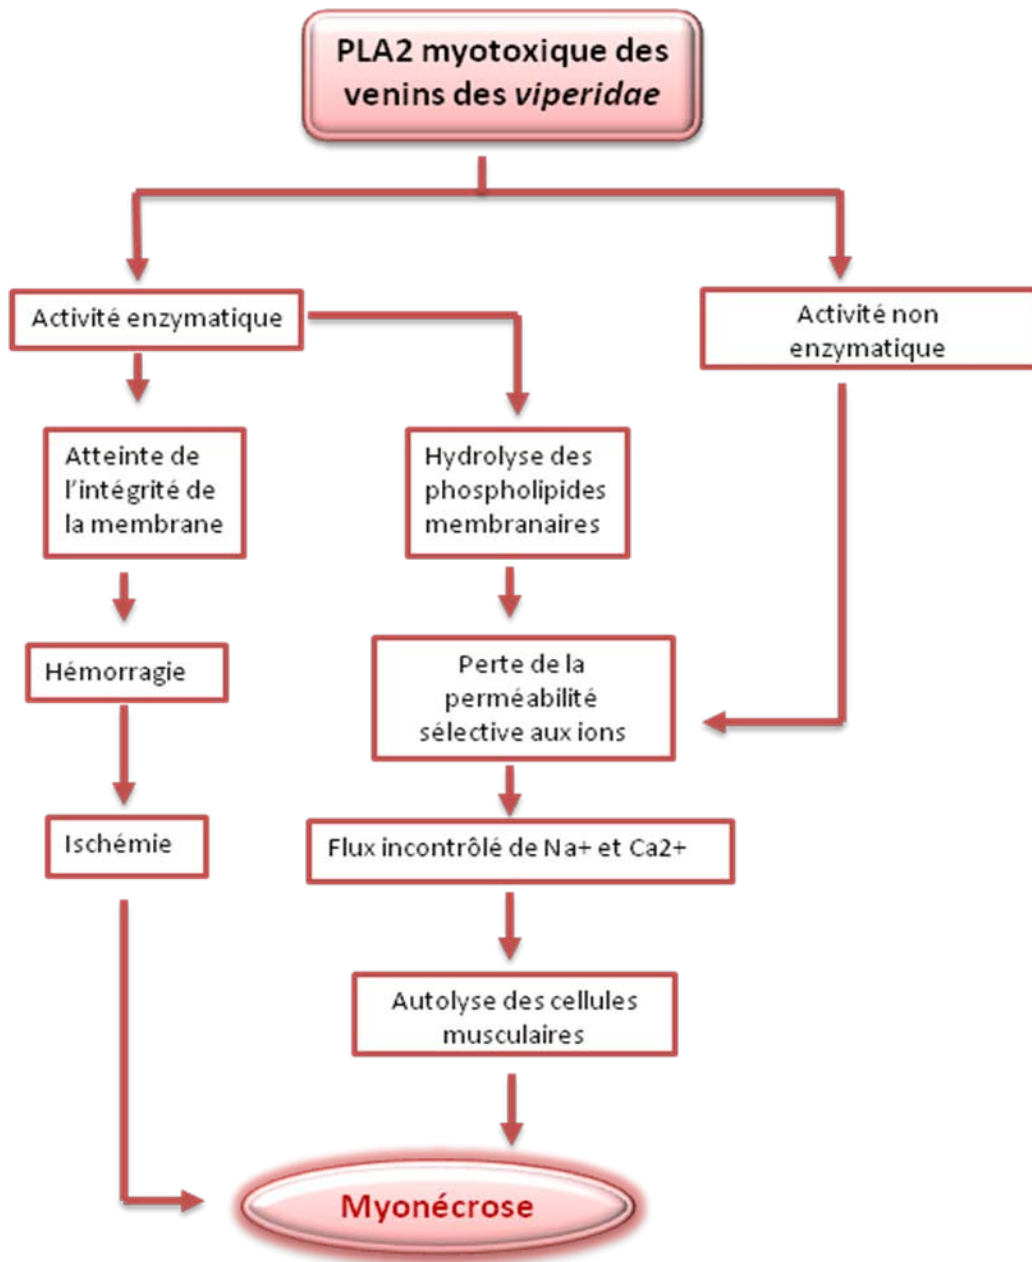 PLA2 myotoxique des
venins des viperidae
Activité enzymatique
Activité non
enzymatique
Atteinte de
l'intégrité de
la membrane
Hydrolyse des
phospholipides
membranaires
Hémorragie
Perte de la
perméabilité
sélective aux ions
Ischémie
Flux incontrôlé de Na+ et Ca2+
Autolyse des cellules
musculaires
Myonécrose